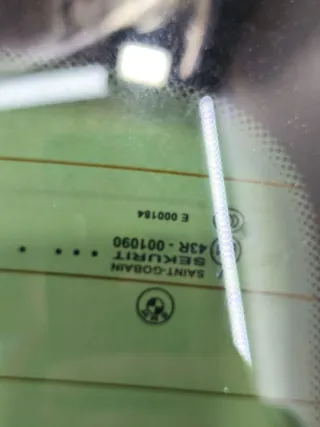 SAINT-GOBAIN
SEKURIT
43R - 001090
E 000184